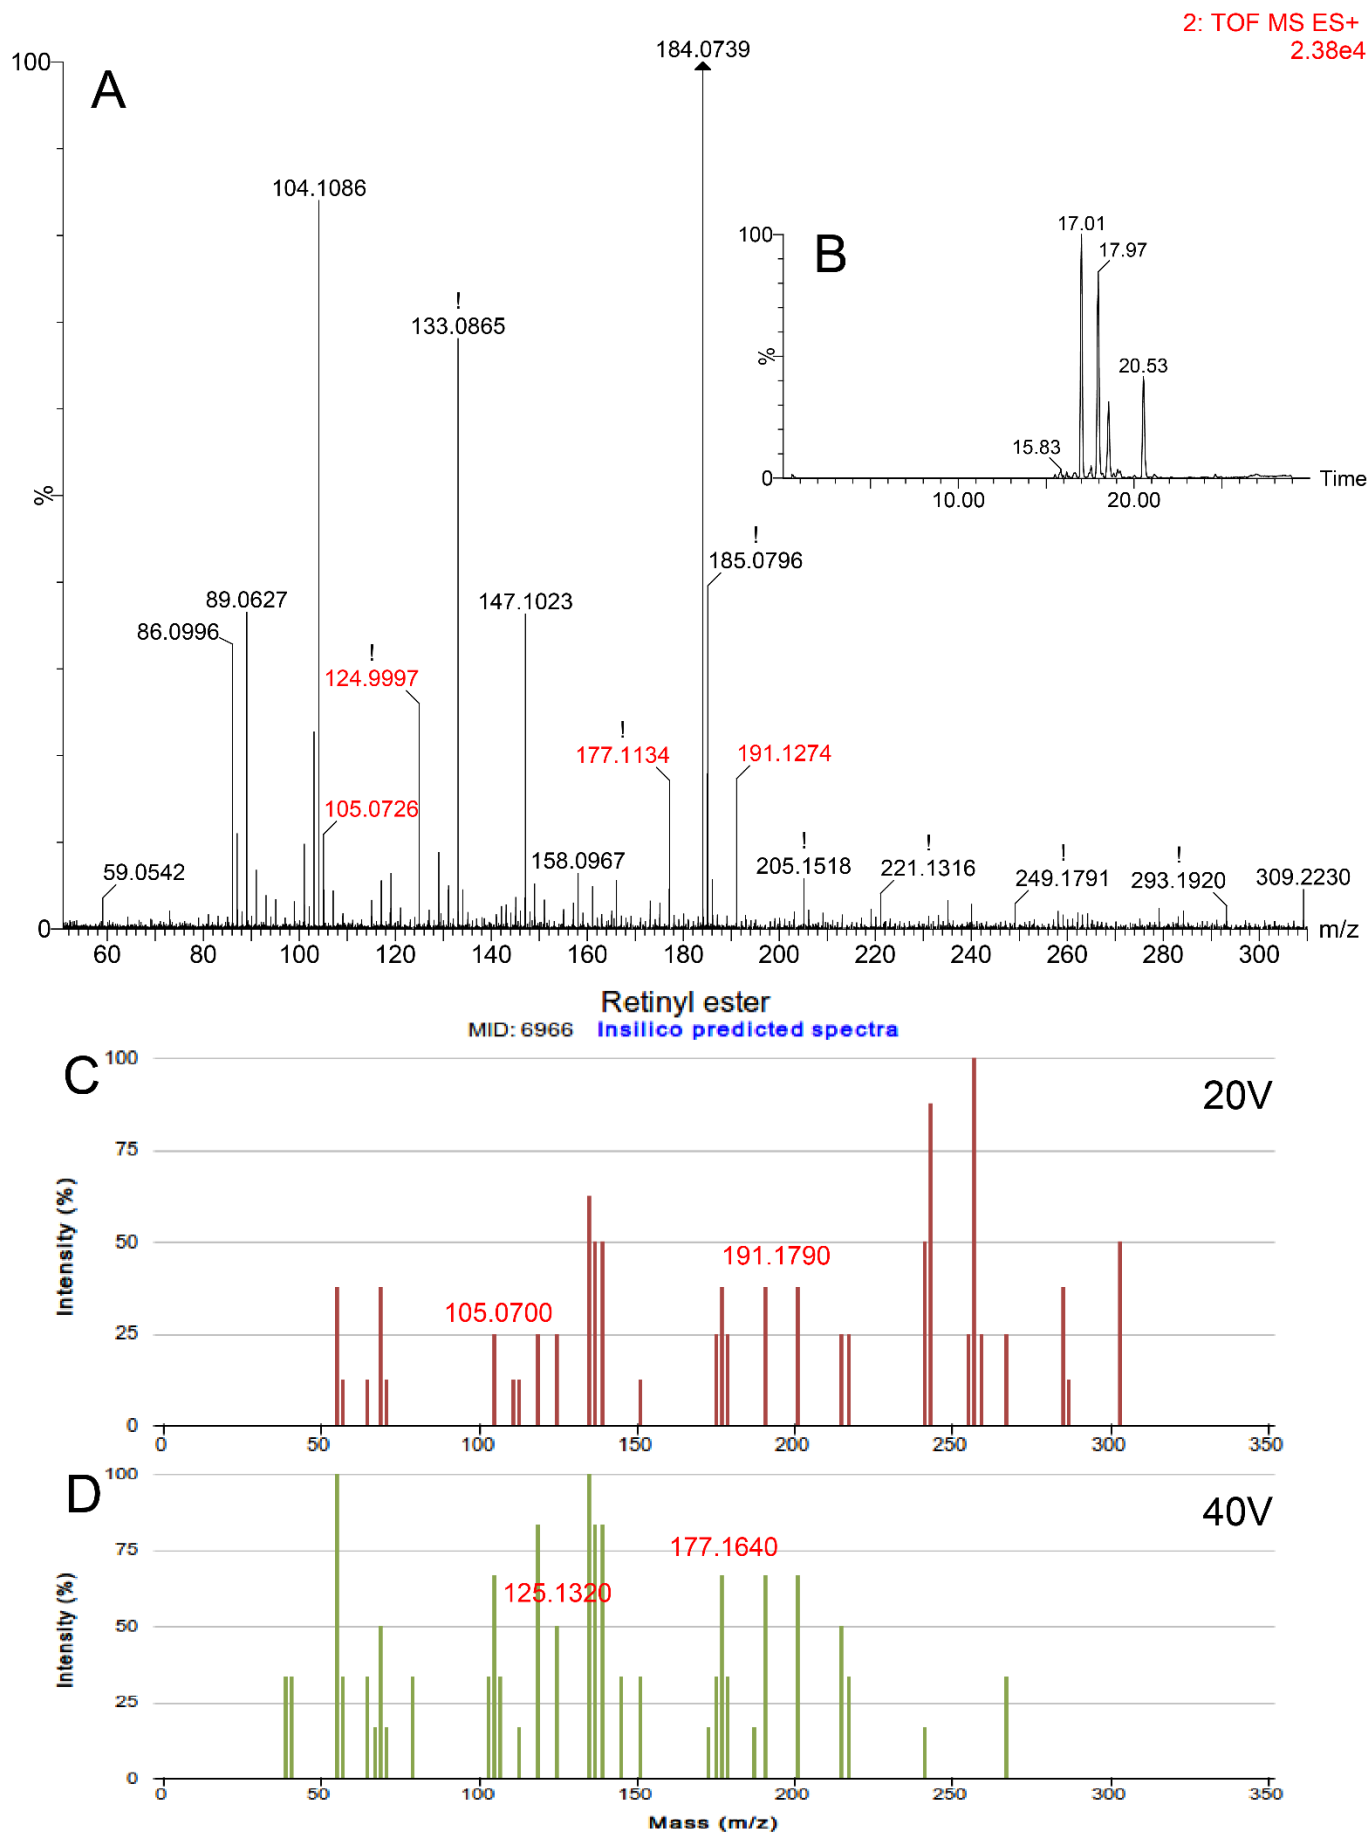 2: TOF MS ES+
2.38e4
A
100
%
0
184.0739
104.1086
!
133.0865
!
185.0796
89.0627
86.0996
147.1023
!
124.9997
!
177.1134
191.1274
105.0726
59.0542
158.0967
!
205.1518
!
221.1316
!
249.1791
!
293.1920
309.2230
60 80 100 120 140 160 180 200 220 240 260 280 300
m/z
B
100
%
0
17.01
17.97
20.53
15.83
10.00 20.00
Time
Retinyl ester
MID: 6966 Insilico predicted spectra
C
20V
100
75
50
25
0
Intensity (%)
191.1790
105.0700
0 50 100 150 200 250 300 350
D
40V
100
75
50
25
0
Intensity (%)
177.1640
125.1320
0 50 100 150 200 250 300 350
Mass (m/z)